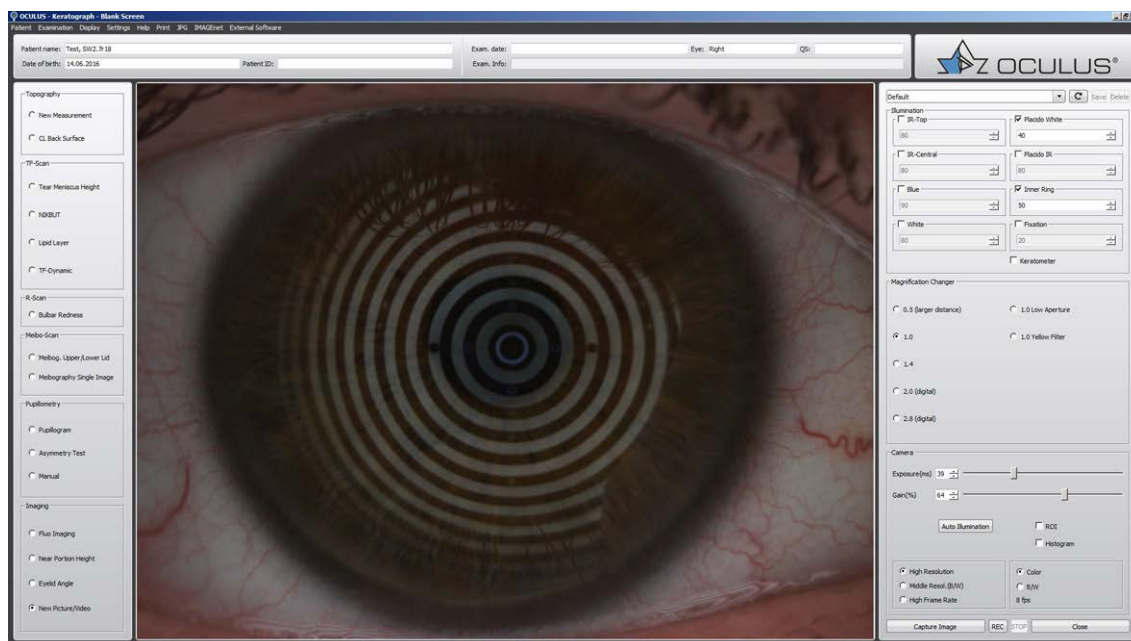 OCULUS - Keratograph - Blank Screen
Patient Examination Display Settings Help Print JPG IMAGEnet External Software
Patient name: Test, SW2.7r18
Exam. date:
Eye: Right
QS:
Date of birth: 14.06.2016
Patient ID:
Exam. Info:
OCULUS®
Topography
New Measurement
CL Back Surface
TF-Scan
Tear Meniscus Height
NIKBUT
Lipid Layer
TF-Dynamic
R-Scan
Bulbar Redness
Meibo-Scan
Meibog. Upper/Lower Lid
Meibography Single Image
Pupillometry
Pupillogram
Asymmetry Test
Manual
Imaging
Fluo Imaging
Near Portion Height
Eyelid Angle
New Picture/Video
Default
Save Delete
Illumination
IR-Top
80
Placido White
40
IR-Central
80
Placido IR
80
Blue
90
Inner Ring
50
White
80
Fixation
20
Keratometer
Magnification Changer
0.5 (larger distance)
1.0 Low Aperture
1.0
1.0 Yellow Filter
1.4
2.0 (digital)
2.8 (digital)
Camera
Exposure(ms) 39
Gain(%) 64
Auto Illumination
ROI
Histogram
High Resolution
Color
Middle Resol.(B/W)
B/W
High Frame Rate
8 fps
Capture Image REC STOP Close